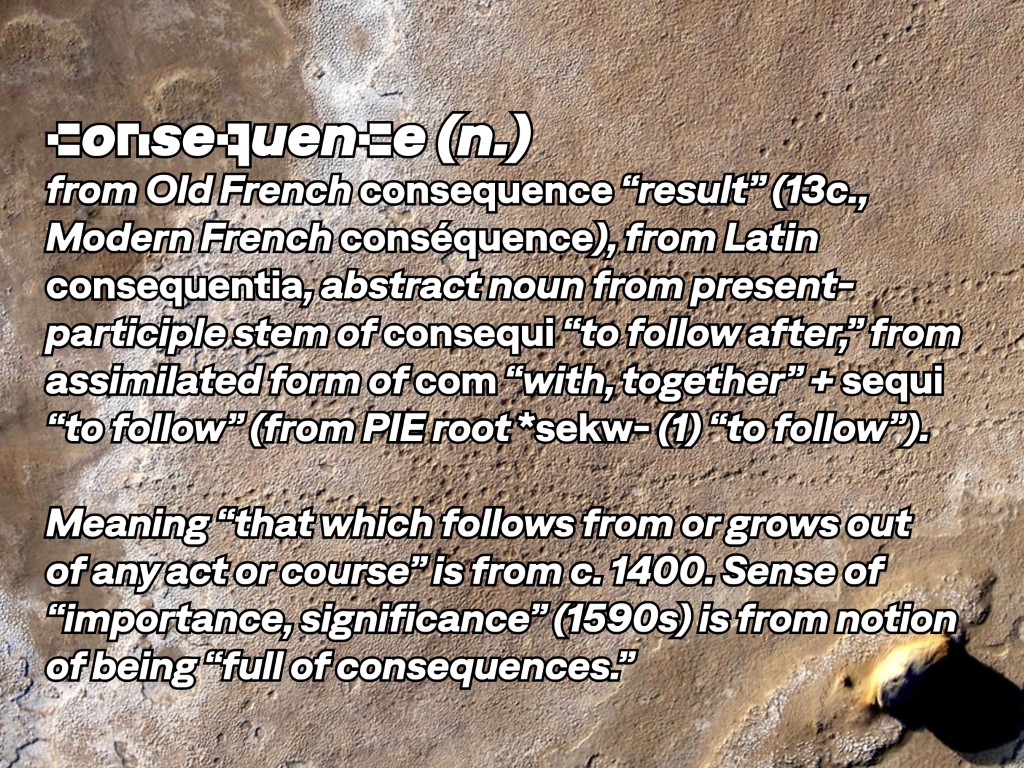 consequence (n.)
from Old French consequence “result” (13c.,
Modern French conséquence), from Latin
consequentia, abstract noun from present-
participle stem of consequi “to follow after,” from
assimilated form of com “with, together” + sequi
“to follow” (from PIE root *sekw- (1) “to follow”).
Meaning “that which follows from or grows out
of any act or course” is from c. 1400. Sense of
“importance, significance” (1590s) is from notion
of being “full of consequences.”